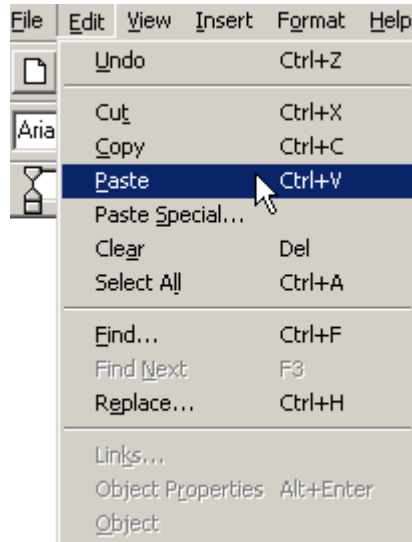 File Edit View Insert Format Help
Undo Ctrl+Z
Cut Ctrl+X
Aria
Copy Ctrl+C
Paste Ctrl+V
Paste Special...
Clear Del
Select All Ctrl+A
Find... Ctrl+F
Find Next F3
Replace... Ctrl+H
Links...
Object Properties Alt+Enter
Object